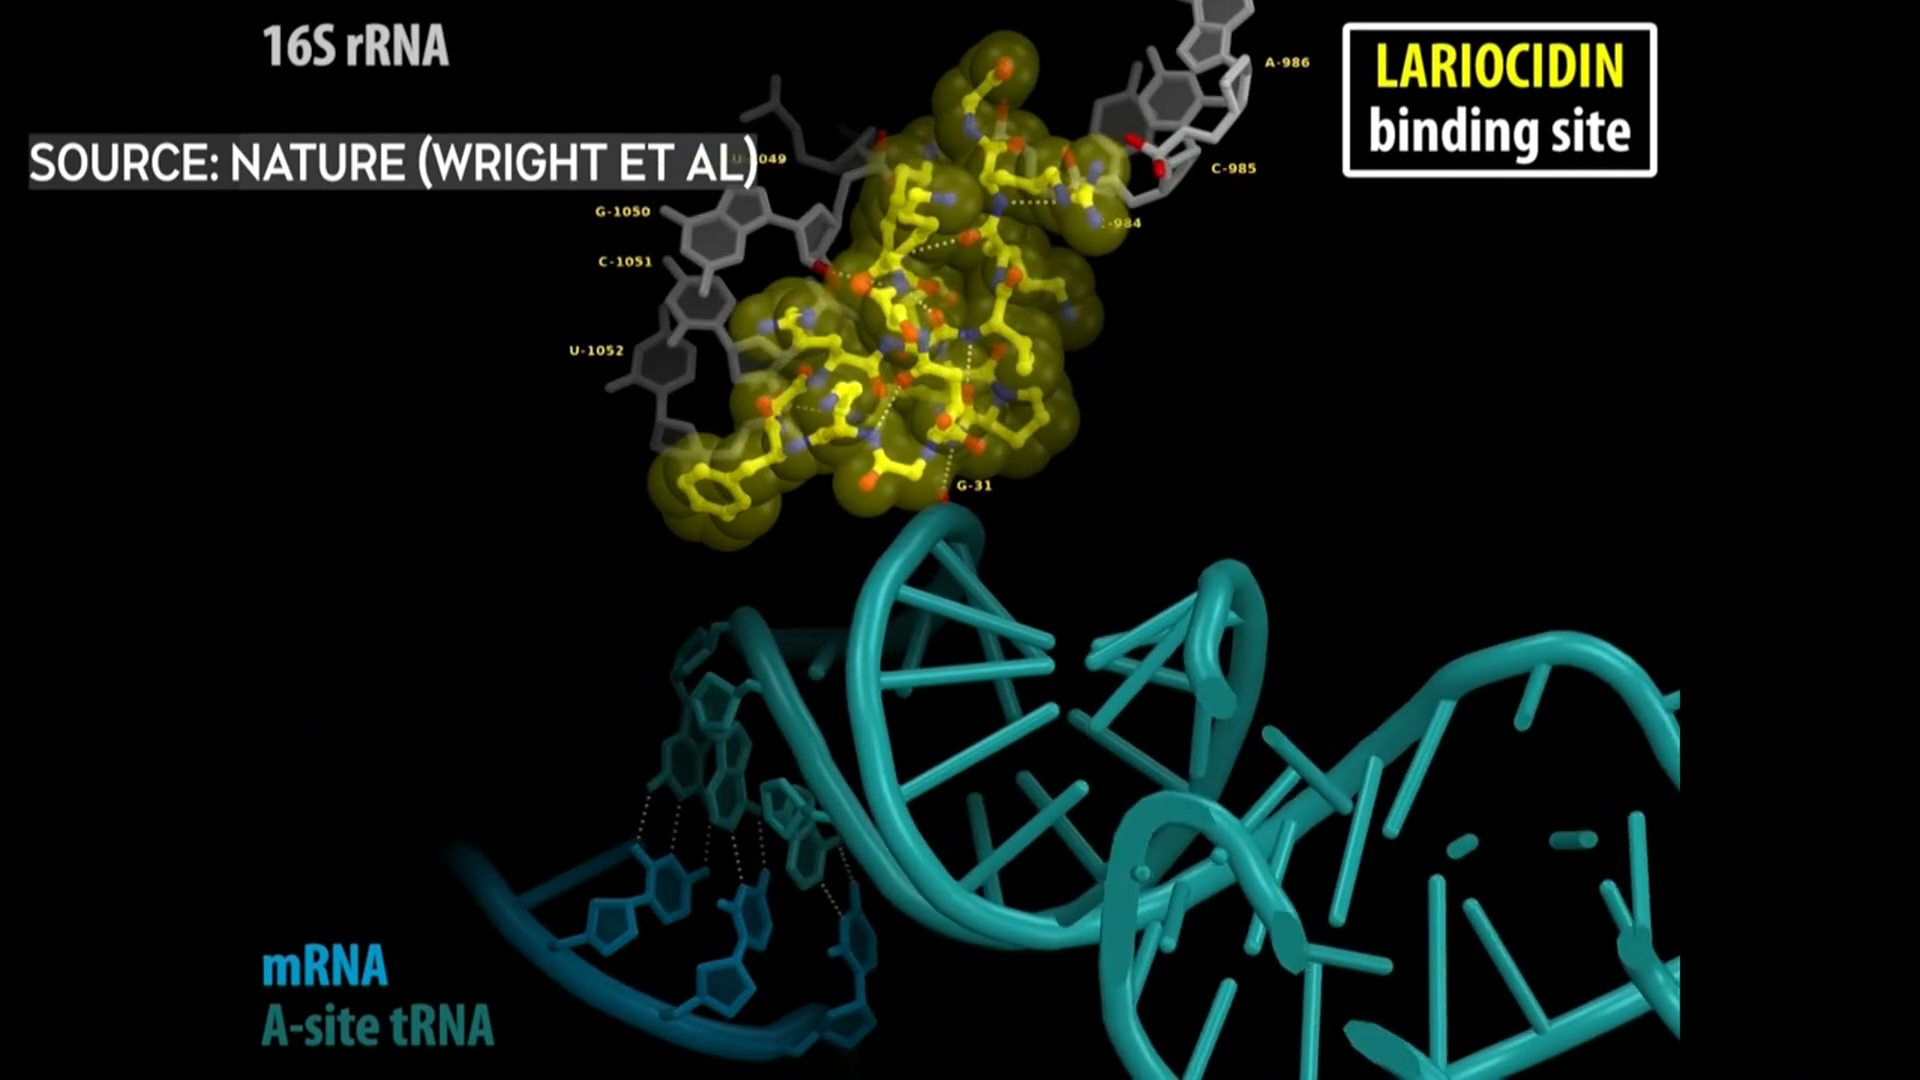 16S rRNA
LARIOCIDIN
binding site
A-986
SOURCE: NATURE (WRIGHT ET AL)
C-985
G-1050
C-1051
U-1052
G-31
mRNA
A-site tRNA